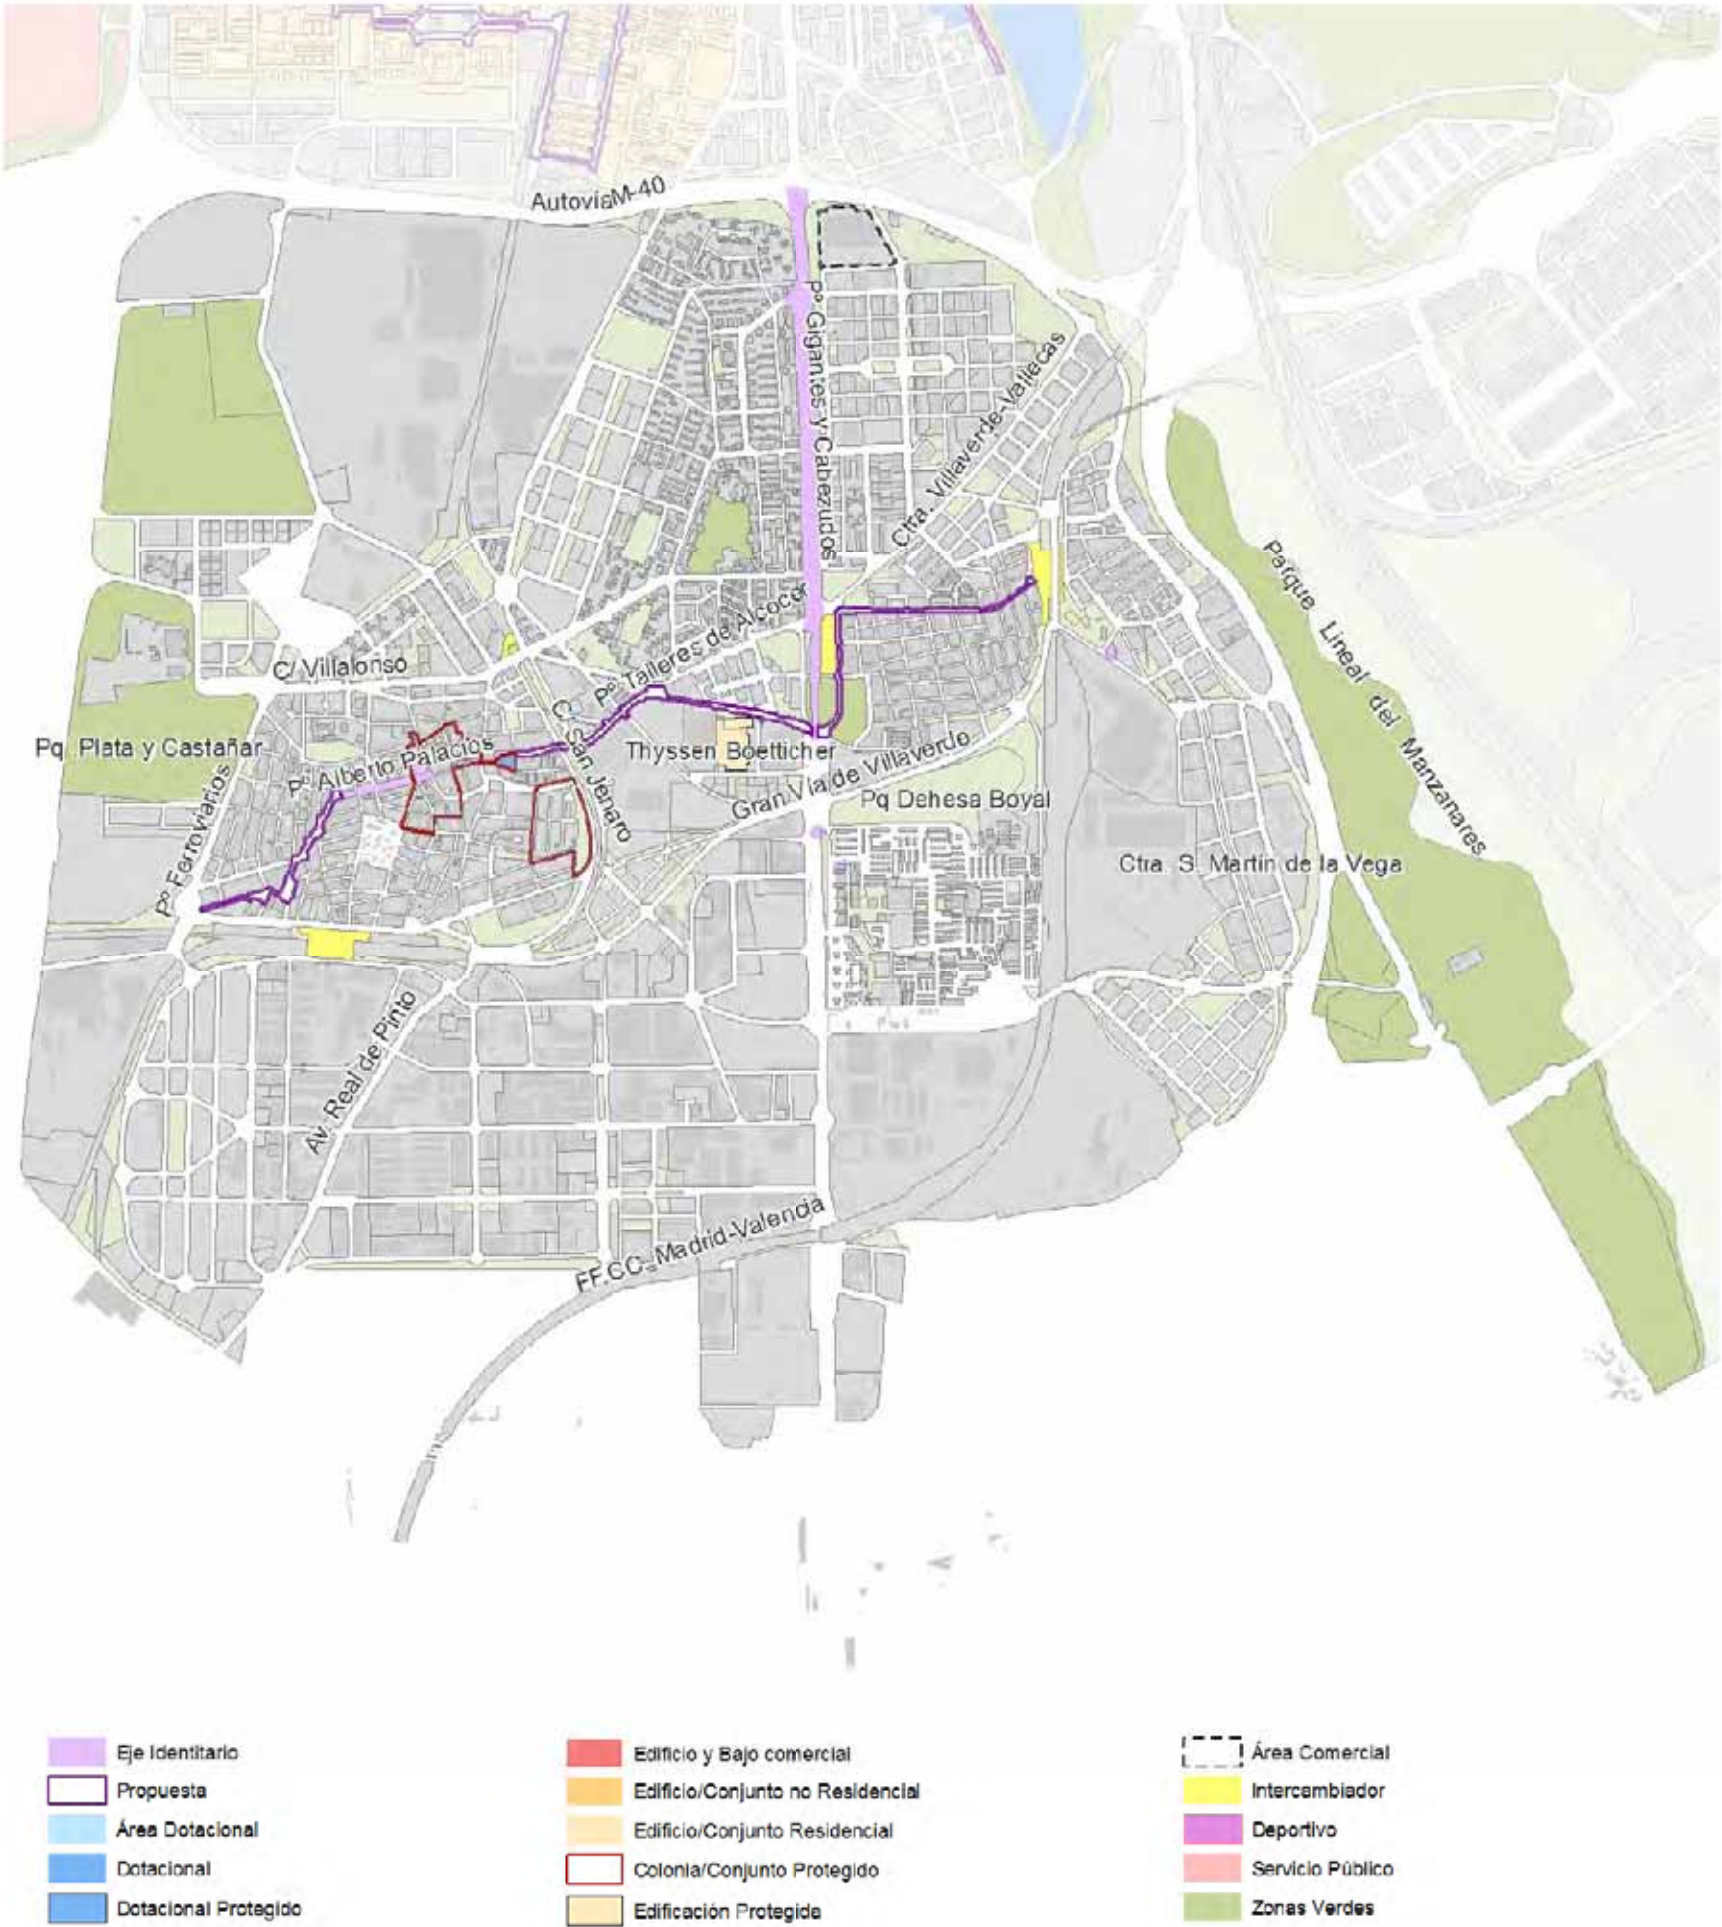 Autovía M-40
Pº Gigantes y Cabezudos
Ctra. Villaverde-Vallecas
Parque Lineal del Manzanares
Pº Talleres de Alcocer
C/ Villalonso
C/ San Jenaro
Pq. Plata y Castañar
Pº Alberto Palacios
Thyssen Boetticher
Gran Vía de Villaverde
Pq Dehesa Boyal
Pº Ferroviarios
Ctra. S. Martín de la Vega
Av. Real de Pinto
FF.CC. Madrid-Valencia
Eje Identitario
Propuesta
Área Dotacional
Dotacional
Dotacional Protegido
Edificio y Bajo comercial
Edificio/Conjunto no Residencial
Edificio/Conjunto Residencial
Colonia/Conjunto Protegido
Edificación Protegida
Área Comercial
Intercambiador
Deportivo
Servicio Público
Zonas Verdes